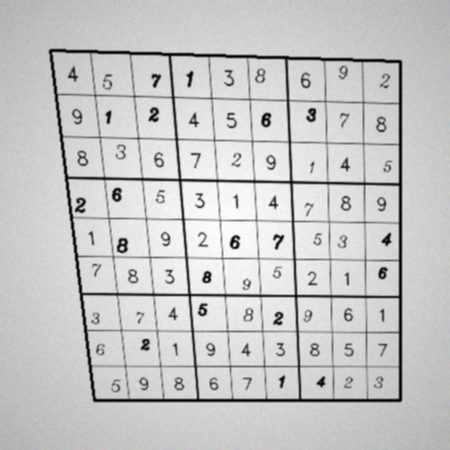 4 5 7 1 3 8 6 9 2
9 1 2 4 5 6 3 7 8
8 3 6 7 2 9 1 4 5
2 6 5 3 1 4 7 8 9
1 8 9 2 6 7 5 3 4
7 8 3 8 9 5 2 1 6
3 7 4 5 8 2 9 6 1
6 2 1 9 4 3 8 5 7
5 9 8 6 7 1 4 2 3